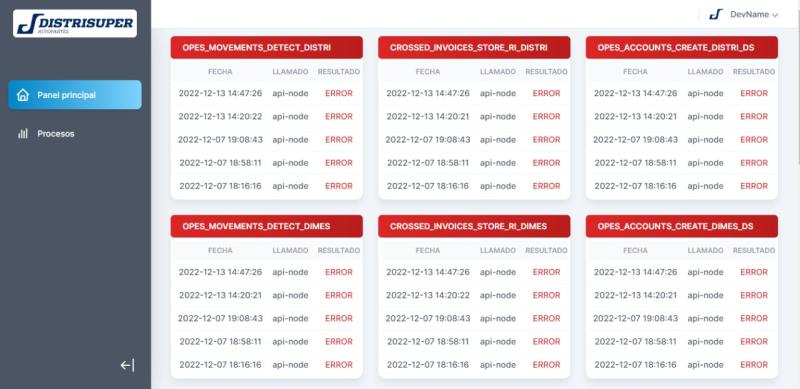 DISTRISUPER
AUTOPARTES
DevName
Panel principal
Procesos
OPES_MOVEMENTS_DETECT_DISTRI
FECHA LLAMADO RESULTADO
2022-12-13 14:47:26 api-node ERROR
2022-12-13 14:20:22 api-node ERROR
2022-12-07 19:08:43 api-node ERROR
2022-12-07 18:58:11 api-node ERROR
2022-12-07 18:16:16 api-node ERROR
CROSSED_INVOICES_STORE_RI_DISTRI
FECHA LLAMADO RESULTADO
2022-12-13 14:47:26 api-node ERROR
2022-12-13 14:20:21 api-node ERROR
2022-12-07 19:08:43 api-node ERROR
2022-12-07 18:58:11 api-node ERROR
2022-12-07 18:16:16 api-node ERROR
OPES_ACCOUNTS_CREATE_DISTRI_DS
FECHA LLAMADO RESULTADO
2022-12-13 14:47:26 api-node ERROR
2022-12-13 14:20:21 api-node ERROR
2022-12-07 19:08:43 api-node ERROR
2022-12-07 18:58:11 api-node ERROR
2022-12-07 18:16:16 api-node ERROR
OPES_MOVEMENTS_DETECT_DIMES
FECHA LLAMADO RESULTADO
2022-12-13 14:47:26 api-node ERROR
2022-12-13 14:20:21 api-node ERROR
2022-12-07 19:08:43 api-node ERROR
2022-12-07 18:58:11 api-node ERROR
2022-12-07 18:16:16 api-node ERROR
CROSSED_INVOICES_STORE_RI_DIMES
FECHA LLAMADO RESULTADO
2022-12-13 14:47:26 api-node ERROR
2022-12-13 14:20:22 api-node ERROR
2022-12-07 19:08:43 api-node ERROR
2022-12-07 18:58:11 api-node ERROR
2022-12-07 18:16:16 api-node ERROR
OPES_ACCOUNTS_CREATE_DIMES_DS
FECHA LLAMADO RESULTADO
2022-12-13 14:47:26 api-node ERROR
2022-12-13 14:20:21 api-node ERROR
2022-12-07 19:08:43 api-node ERROR
2022-12-07 18:58:11 api-node ERROR
2022-12-07 18:16:16 api-node ERROR